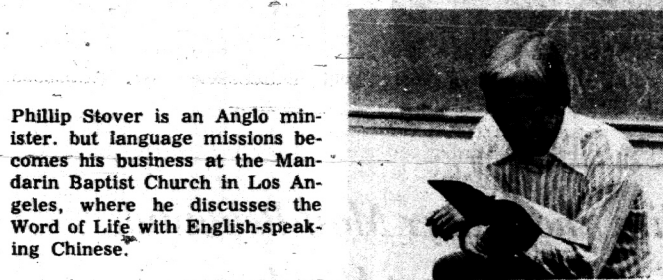 Phillip Stover is an Anglo min-
ister. but language missions be-
comes his business at the Man-
darin Baptist Church in Los An-
geles, where he discusses the
Word of Life with English-speak-
ing Chinese.